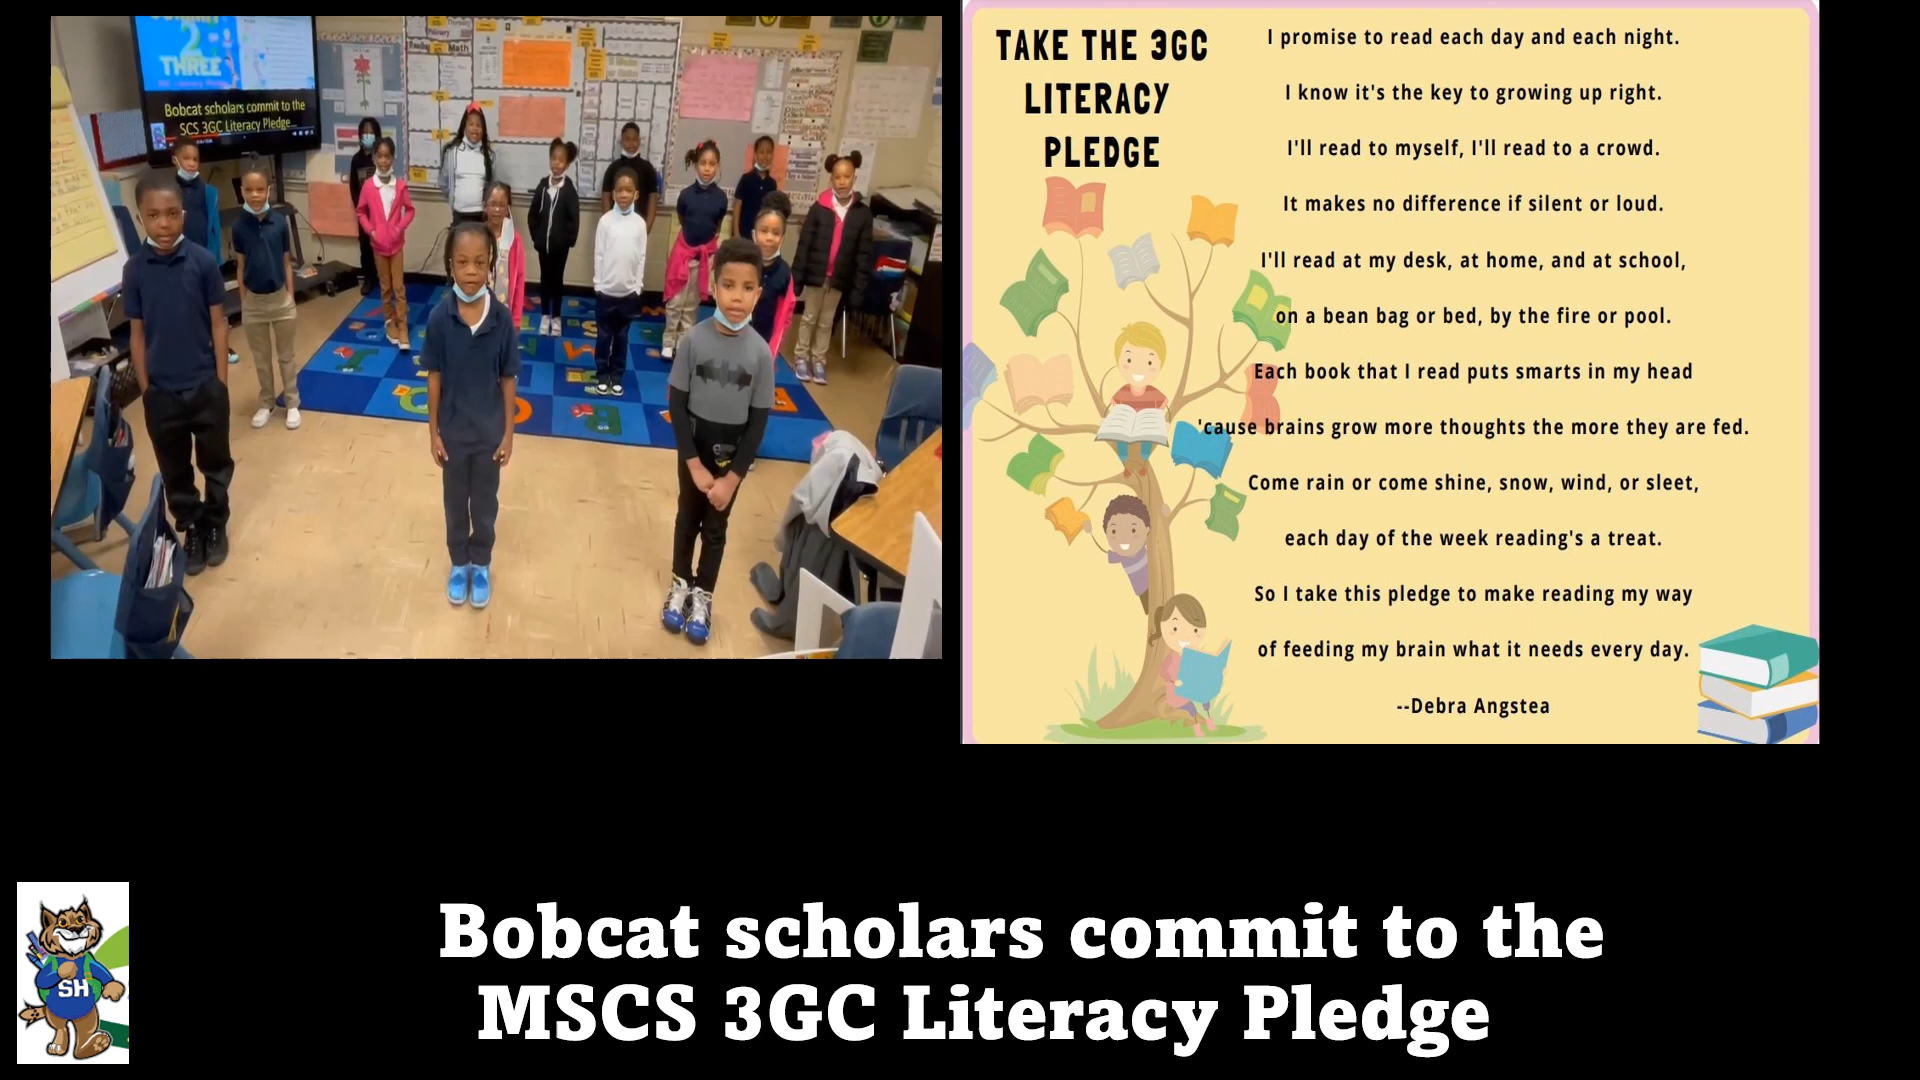 2
THREE
Bobcat scholars commit to the
SCS 3GC Literacy Pledge
Math
TAKE THE 3GC
LITERACY
PLEDGE
I promise to read each day and each night.
I know it's the key to growing up right.
I'll read to myself, I'll read to a crowd.
It makes no difference if silent or loud.
I'll read at my desk, at home, and at school,
on a bean bag or bed, by the fire or pool.
Each book that I read puts smarts in my head
'cause brains grow more thoughts the more they are fed.
Come rain or come shine, snow, wind, or sleet,
each day of the week reading's a treat.
So I take this pledge to make reading my way
of feeding my brain what it needs every day.
--Debra Angstea
SH
Bobcat scholars commit to the
MSCS 3GC Literacy Pledge